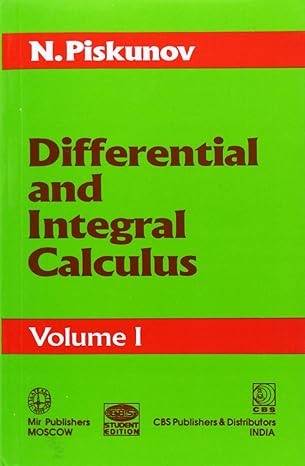 N. Piskunov
Differential
and
Integral
Calculus
Volume I
Mir Publishers
MOSCOW
CBS
STUDENT
EDITION
CBS Publishers & Distributors
INDIA
CBS